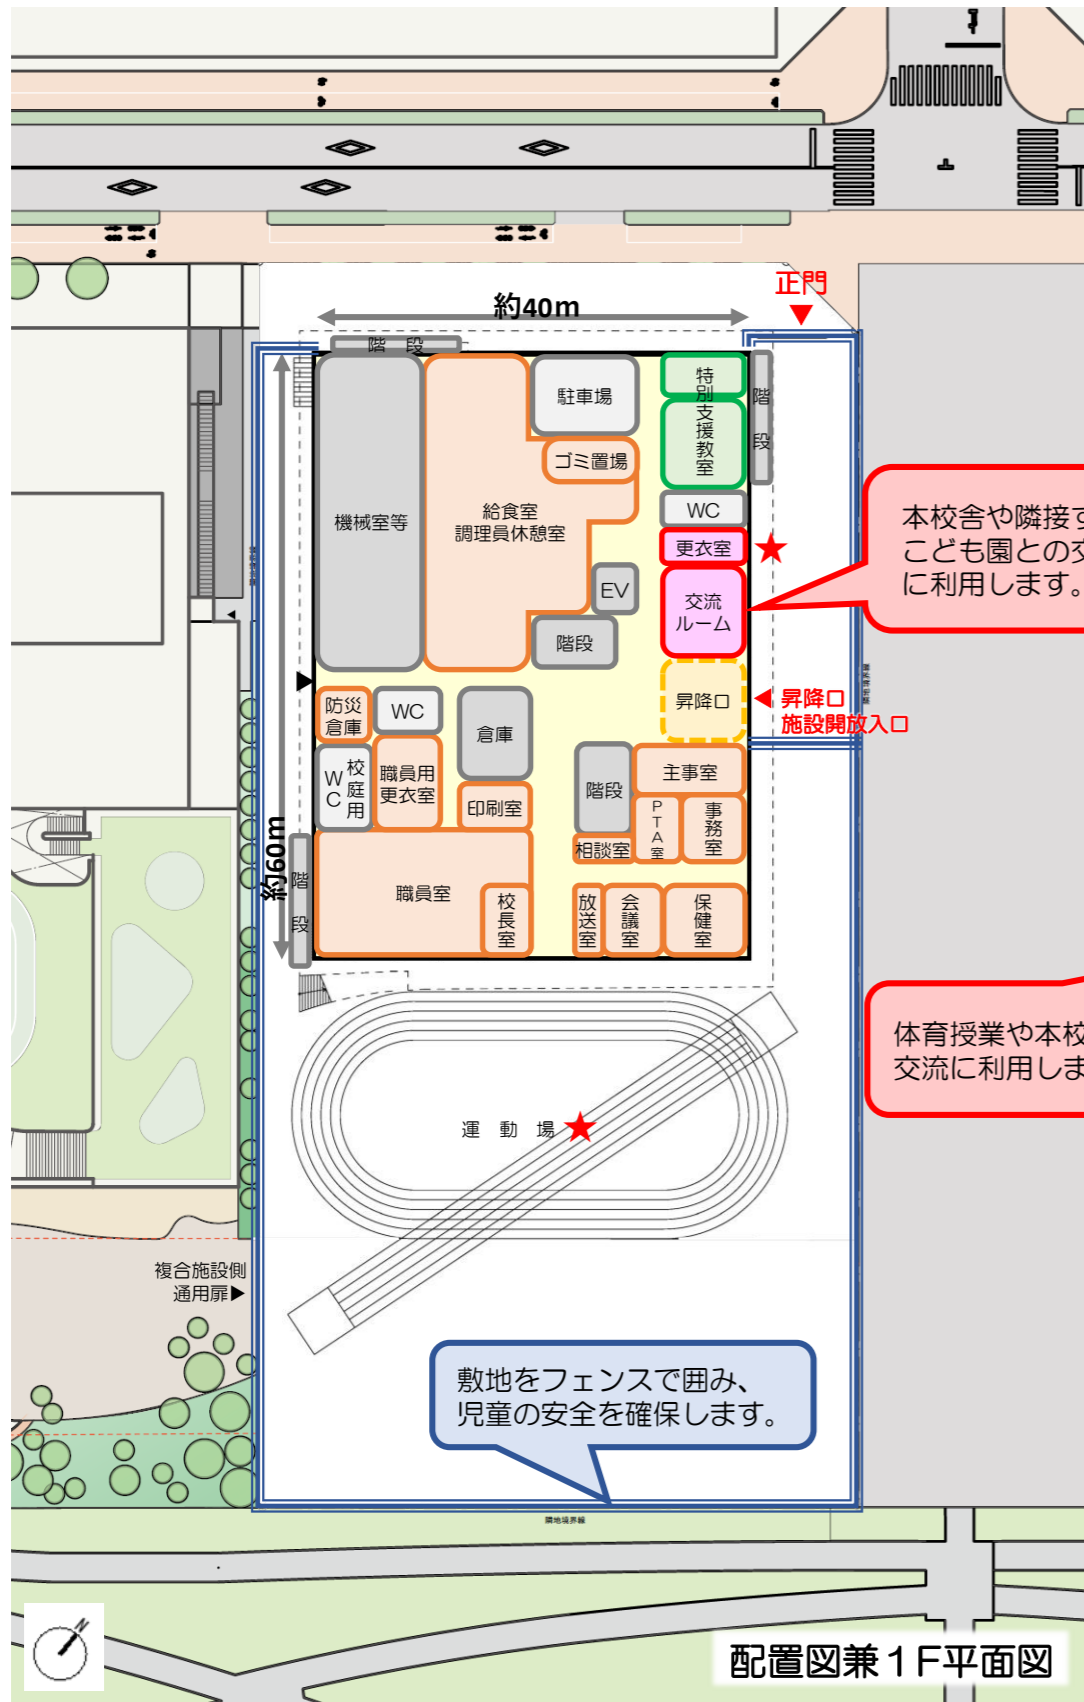 正門
約40m
階 段
機械室等
給食室
調理員休憩室
駐車場
ゴミ置場
特別支援教室
階段
WC
更衣室
交流
ルーム
EV
階段
昇降口
昇降口
施設開放入口
本校舎や隣接す
こども園との交
に利用します。
防災
倉庫
WC
倉庫
校庭用
WC
職員用
更衣室
印刷室
階段
主事室
PTA室
事務室
相談室
約60m
階段
職員室
校長室
放送室
会議室
保健室
体育授業や本校
交流に利用しま
運動場
複合施設側
通用扉▶
敷地をフェンスで囲み、
児童の安全を確保します。
隣地境界線
N
配置図兼1F平面図